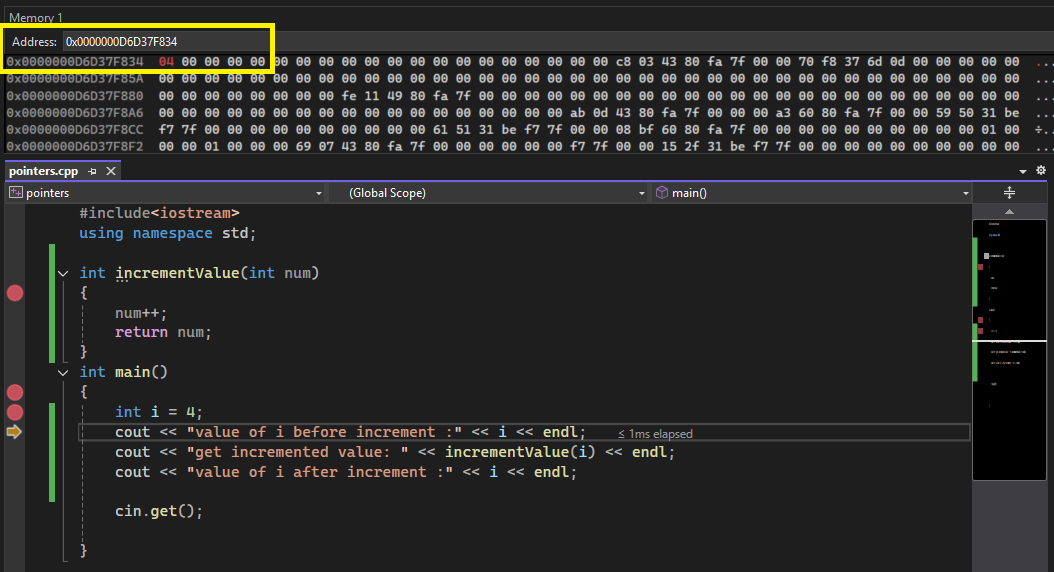 Memory 1
Address: 0x0000000D6D37F834
0x0000000D6D37F834 04 00 00 00 00 00 00 00 00 00 00 00 00 00 00 00 00 00 00 00 c8 03 43 80 fa 7f 00 00 70 f8 37 6d 0d 00 00 00 00 00 ....
0x0000000D6D37F85A 00 00 00 00 00 00 00 00 00 00 00 00 00 00 00 00 00 00 00 00 00 00 00 00 00 00 00 00 00 00 00 00 00 00 00 00 00 00 ...
0x0000000D6D37F880 00 00 00 00 00 00 00 00 fe 11 49 80 fa 7f 00 00 00 00 00 00 00 00 00 00 00 00 00 00 00 00 00 00 00 00 00 00 00 00 ...
0x0000000D6D37F8A6 00 00 00 00 00 00 00 00 00 00 00 00 00 00 00 00 00 00 ab 0d 43 80 fa 7f 00 00 00 a3 60 80 fa 7f 00 00 59 50 31 be ...
0x0000000D6D37F8CC f7 7f 00 00 00 00 00 00 00 00 00 00 61 51 31 be f7 7f 00 00 08 bf 60 80 fa 7f 00 00 00 00 00 00 00 00 00 00 01 00 ÷...
0x0000000D6D37F8F2 00 00 01 00 00 00 69 07 43 80 fa 7f 00 00 00 00 00 00 f7 7f 00 00 15 2f 31 be f7 7f 00 00 00 00 00 00 00 00 00 00 ...
pointers.cpp
pointers (Global Scope) main()
#include<iostream>
using namespace std;
int incrementValue(int num)
{
num++;
return num;
}
int main()
{
int i = 4;
cout << "value of i before increment :" << i << endl; ≤ 1ms elapsed
cout << "get incremented value: " << incrementValue(i) << endl;
cout << "value of i after increment :" << i << endl;
cin.get();
}